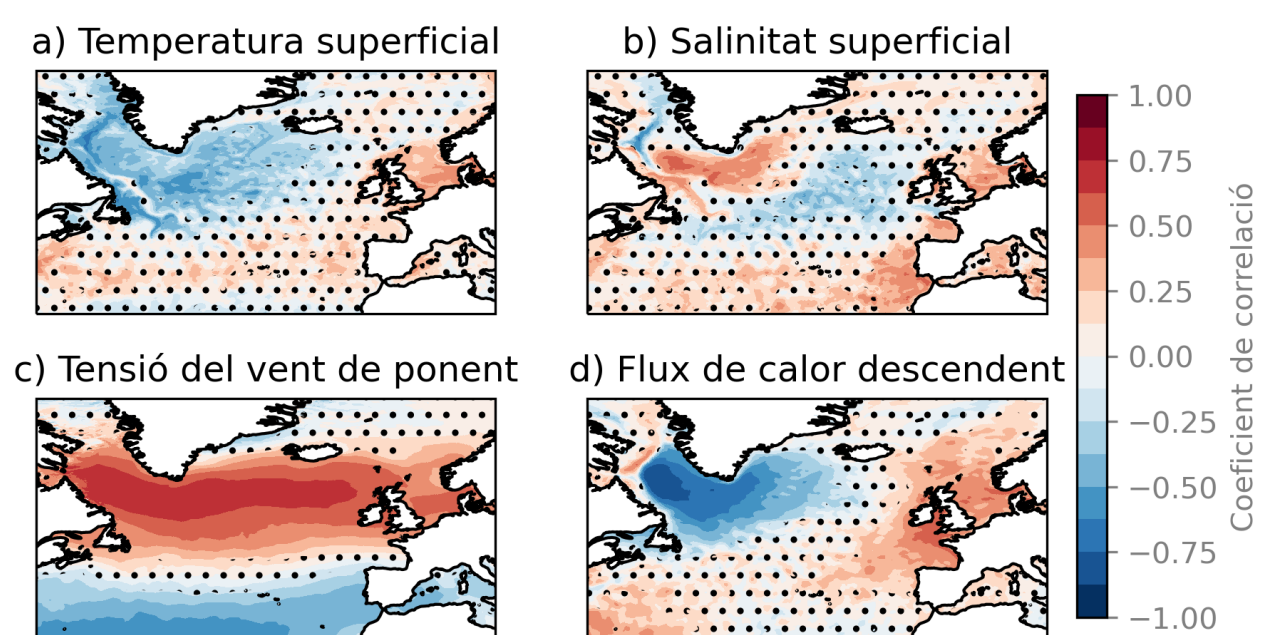 a) Temperatura superficial
b) Salinitat superficial
c) Tensió del vent de ponent
d) Flux de calor descendent
1.00
0.75
0.50
0.25
0.00
−0.25
−0.50
−0.75
−1.00
Coeficient de correlació